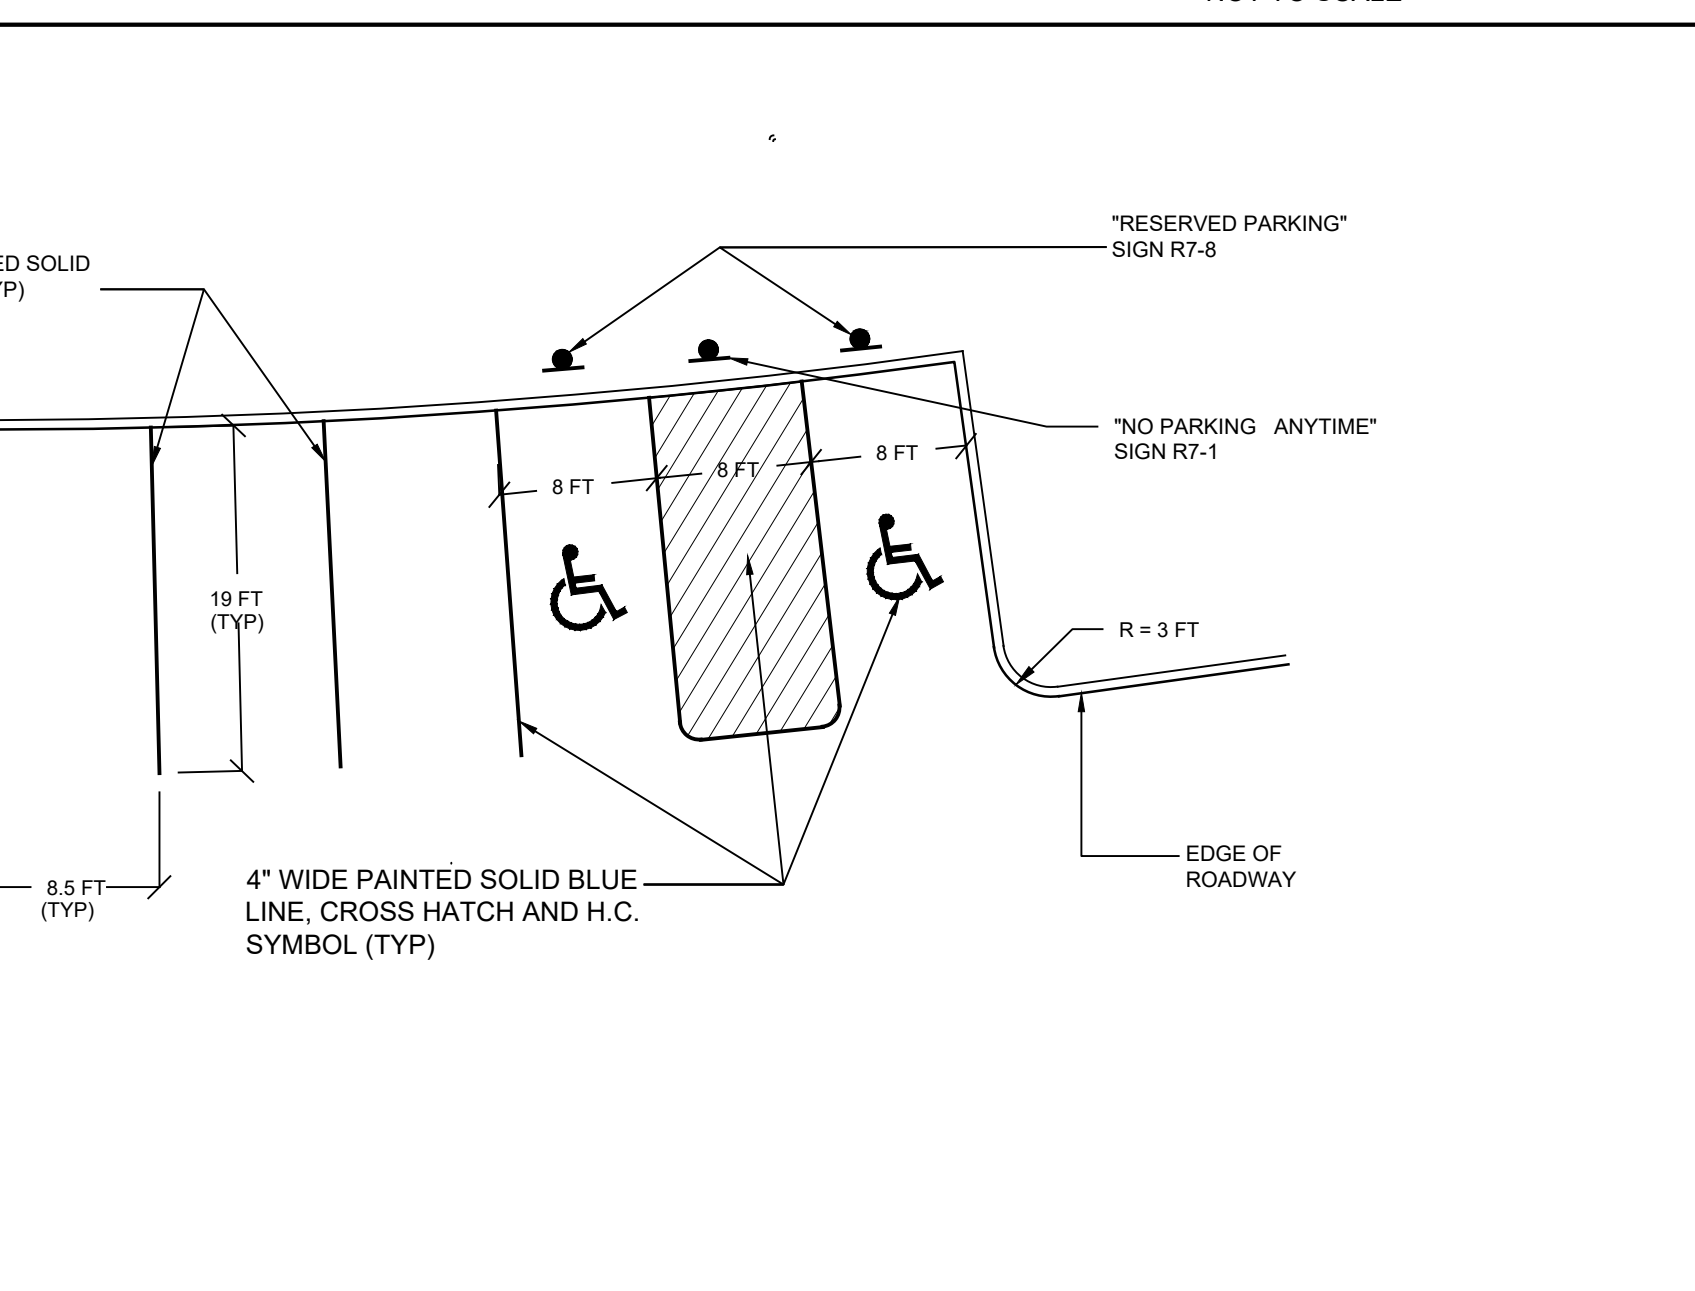 "RESERVED PARKING"
SIGN R7-8
SOLID
8 FT
8 FT
8 FT
"NO PARKING   ANYTIME"
SIGN R7-1
19 FT
(TYP)
R = 3 FT
4" WIDE PAINTED SOLID BLUE
LINE, CROSS HATCH AND H.C.
SYMBOL (TYP)
8.5 FT
(TYP)
EDGE OF
ROADWAY